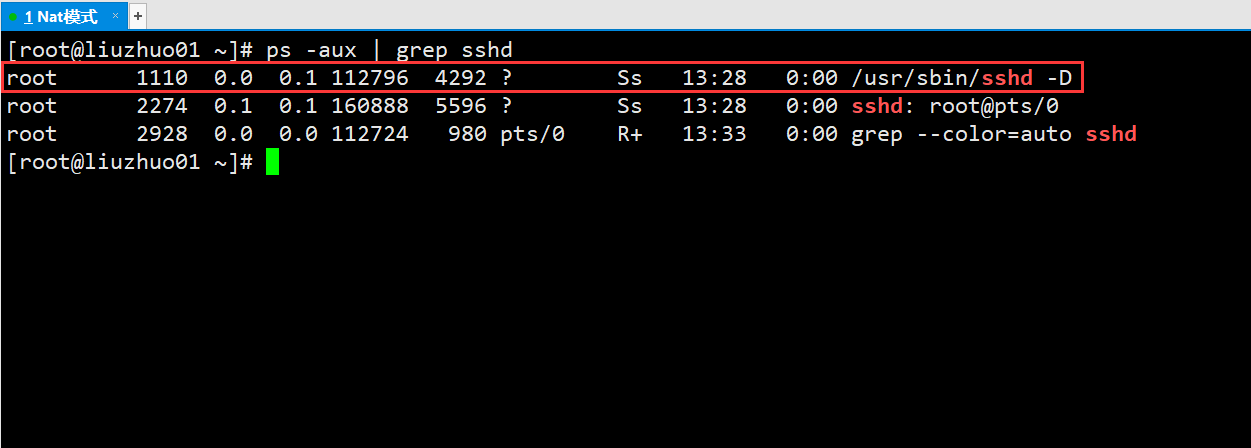 1 Nat模式 × +
[root@liuzhuo01 ~]# ps -aux | grep sshd
root      1110  0.0  0.1 112796  4292 ?        Ss   13:28   0:00 /usr/sbin/sshd -D
root      2274  0.1  0.1 160888  5596 ?        Ss   13:28   0:00 sshd: root@pts/0
root      2928  0.0  0.0 112724   980 pts/0    R+   13:33   0:00 grep --color=auto sshd
[root@liuzhuo01 ~]#